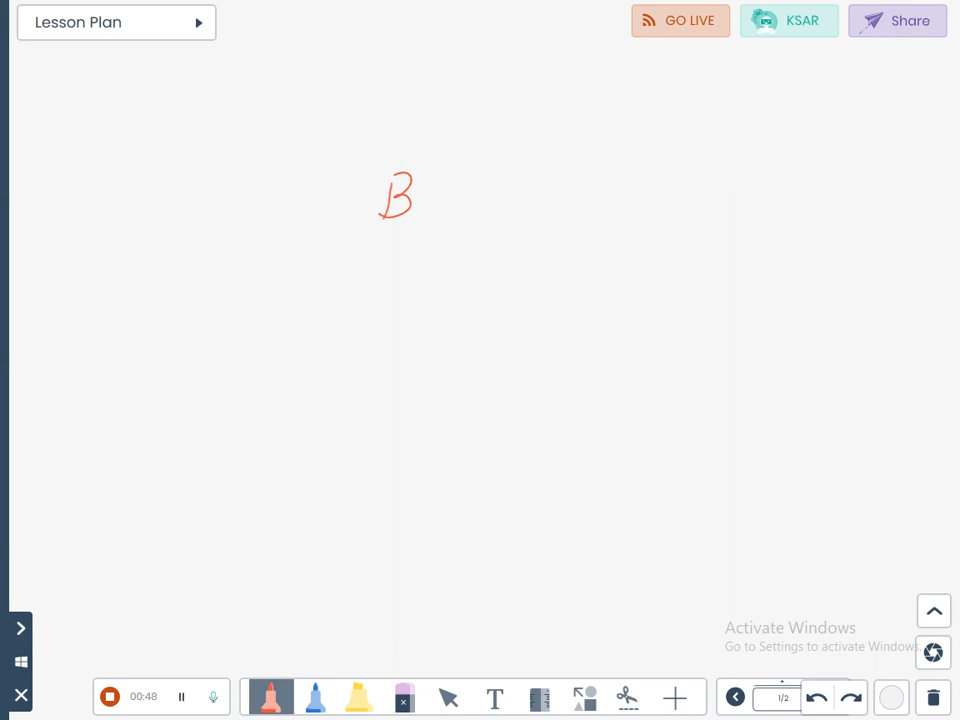 Lesson Plan
GO LIVE
KSAR
Share
B
Activate Windows
Go to Settings to activate Windows.
00:48
T
1/2